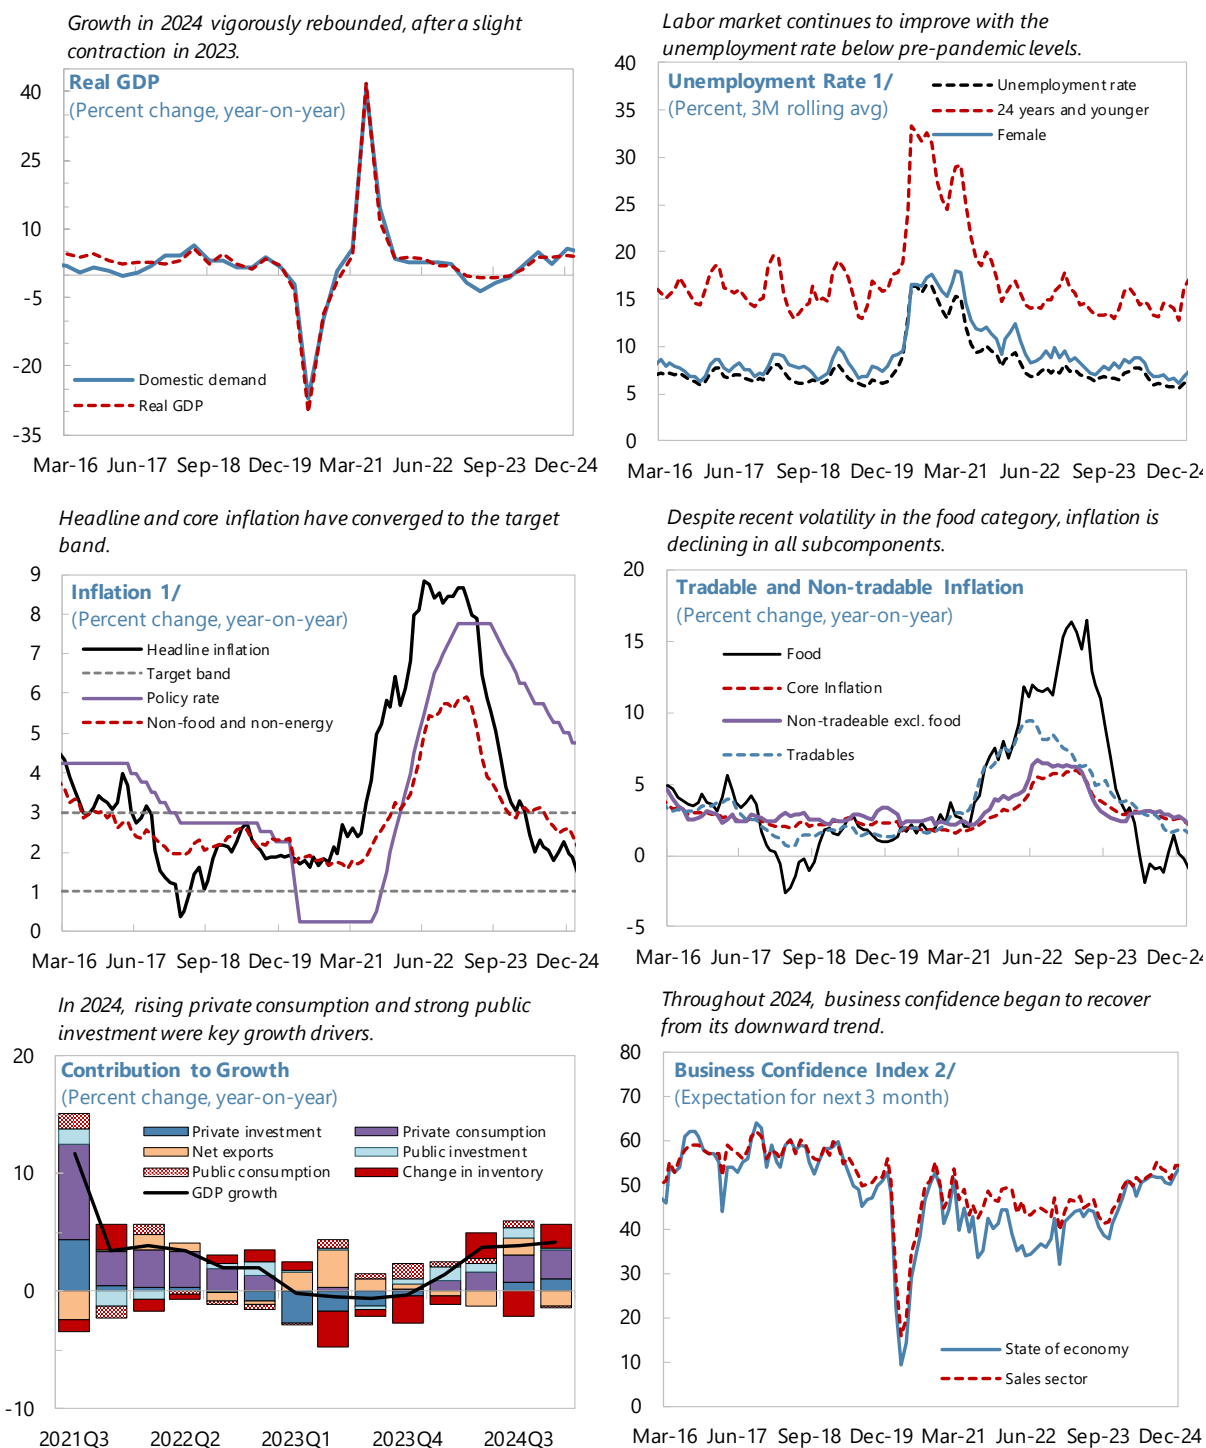 Growth in 2024 vigorously rebounded, after a slight
contraction in 2023.
Real GDP
(Percent change, year-on-year)
40
25
10
-5
-20
-35
Domestic demand
Real GDP
Mar-16 Jun-17 Sep-18 Dec-19 Mar-21 Jun-22 Sep-23 Dec-24
Labor market continues to improve with the
unemployment rate below pre-pandemic levels.
Unemployment Rate 1/
(Percent, 3M rolling avg)
Unemployment rate
24 years and younger
Female
40
35
30
25
20
15
10
5
0
Mar-16 Jun-17 Sep-18 Dec-19 Mar-21 Jun-22 Sep-23 Dec-24
Headline and core inflation have converged to the target
band.
Inflation 1/
(Percent change, year-on-year)
Headline inflation
Target band
Policy rate
Non-food and non-energy
9
8
7
6
5
4
3
2
1
0
Mar-16 Jun-17 Sep-18 Dec-19 Mar-21 Jun-22 Sep-23 Dec-24
Despite recent volatility in the food category, inflation is
declining in all subcomponents.
Tradable and Non-tradable Inflation
(Percent change, year-on-year)
Food
Core Inflation
Non-tradeable excl. food
Tradables
20
15
10
5
0
-5
Mar-16 Jun-17 Sep-18 Dec-19 Mar-21 Jun-22 Sep-23 Dec-24
In 2024, rising private consumption and strong public
investment were key growth drivers.
Contribution to Growth
(Percent change, year-on-year)
Private investment
Private consumption
Net exports
Public investment
Public consumption
Change in inventory
GDP growth
20
10
0
-10
2021Q3 2022Q2 2023Q1 2023Q4 2024Q3
Throughout 2024, business confidence began to recover
from its downward trend.
Business Confidence Index 2/
(Expectation for next 3 month)
80
70
60
50
40
30
20
10
0
State of economy
Sales sector
Mar-16 Jun-17 Sep-18 Dec-19 Mar-21 Jun-22 Sep-23 Dec-24